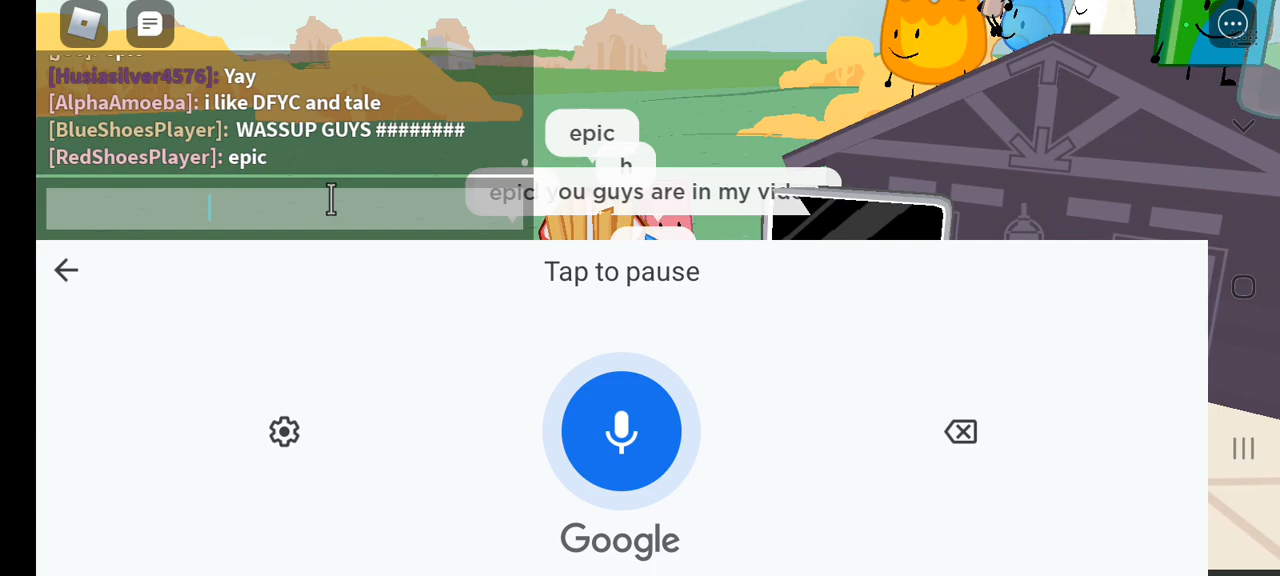 [Husiasilver4576]: Yay
[AlphaAmoeba]: i like DFYC and tale
[BlueShoesPlayer]: WASSUP GUYS ########
[RedShoesPlayer]: epic
epic
h
epic you guys are in my
Tap to pause
Google